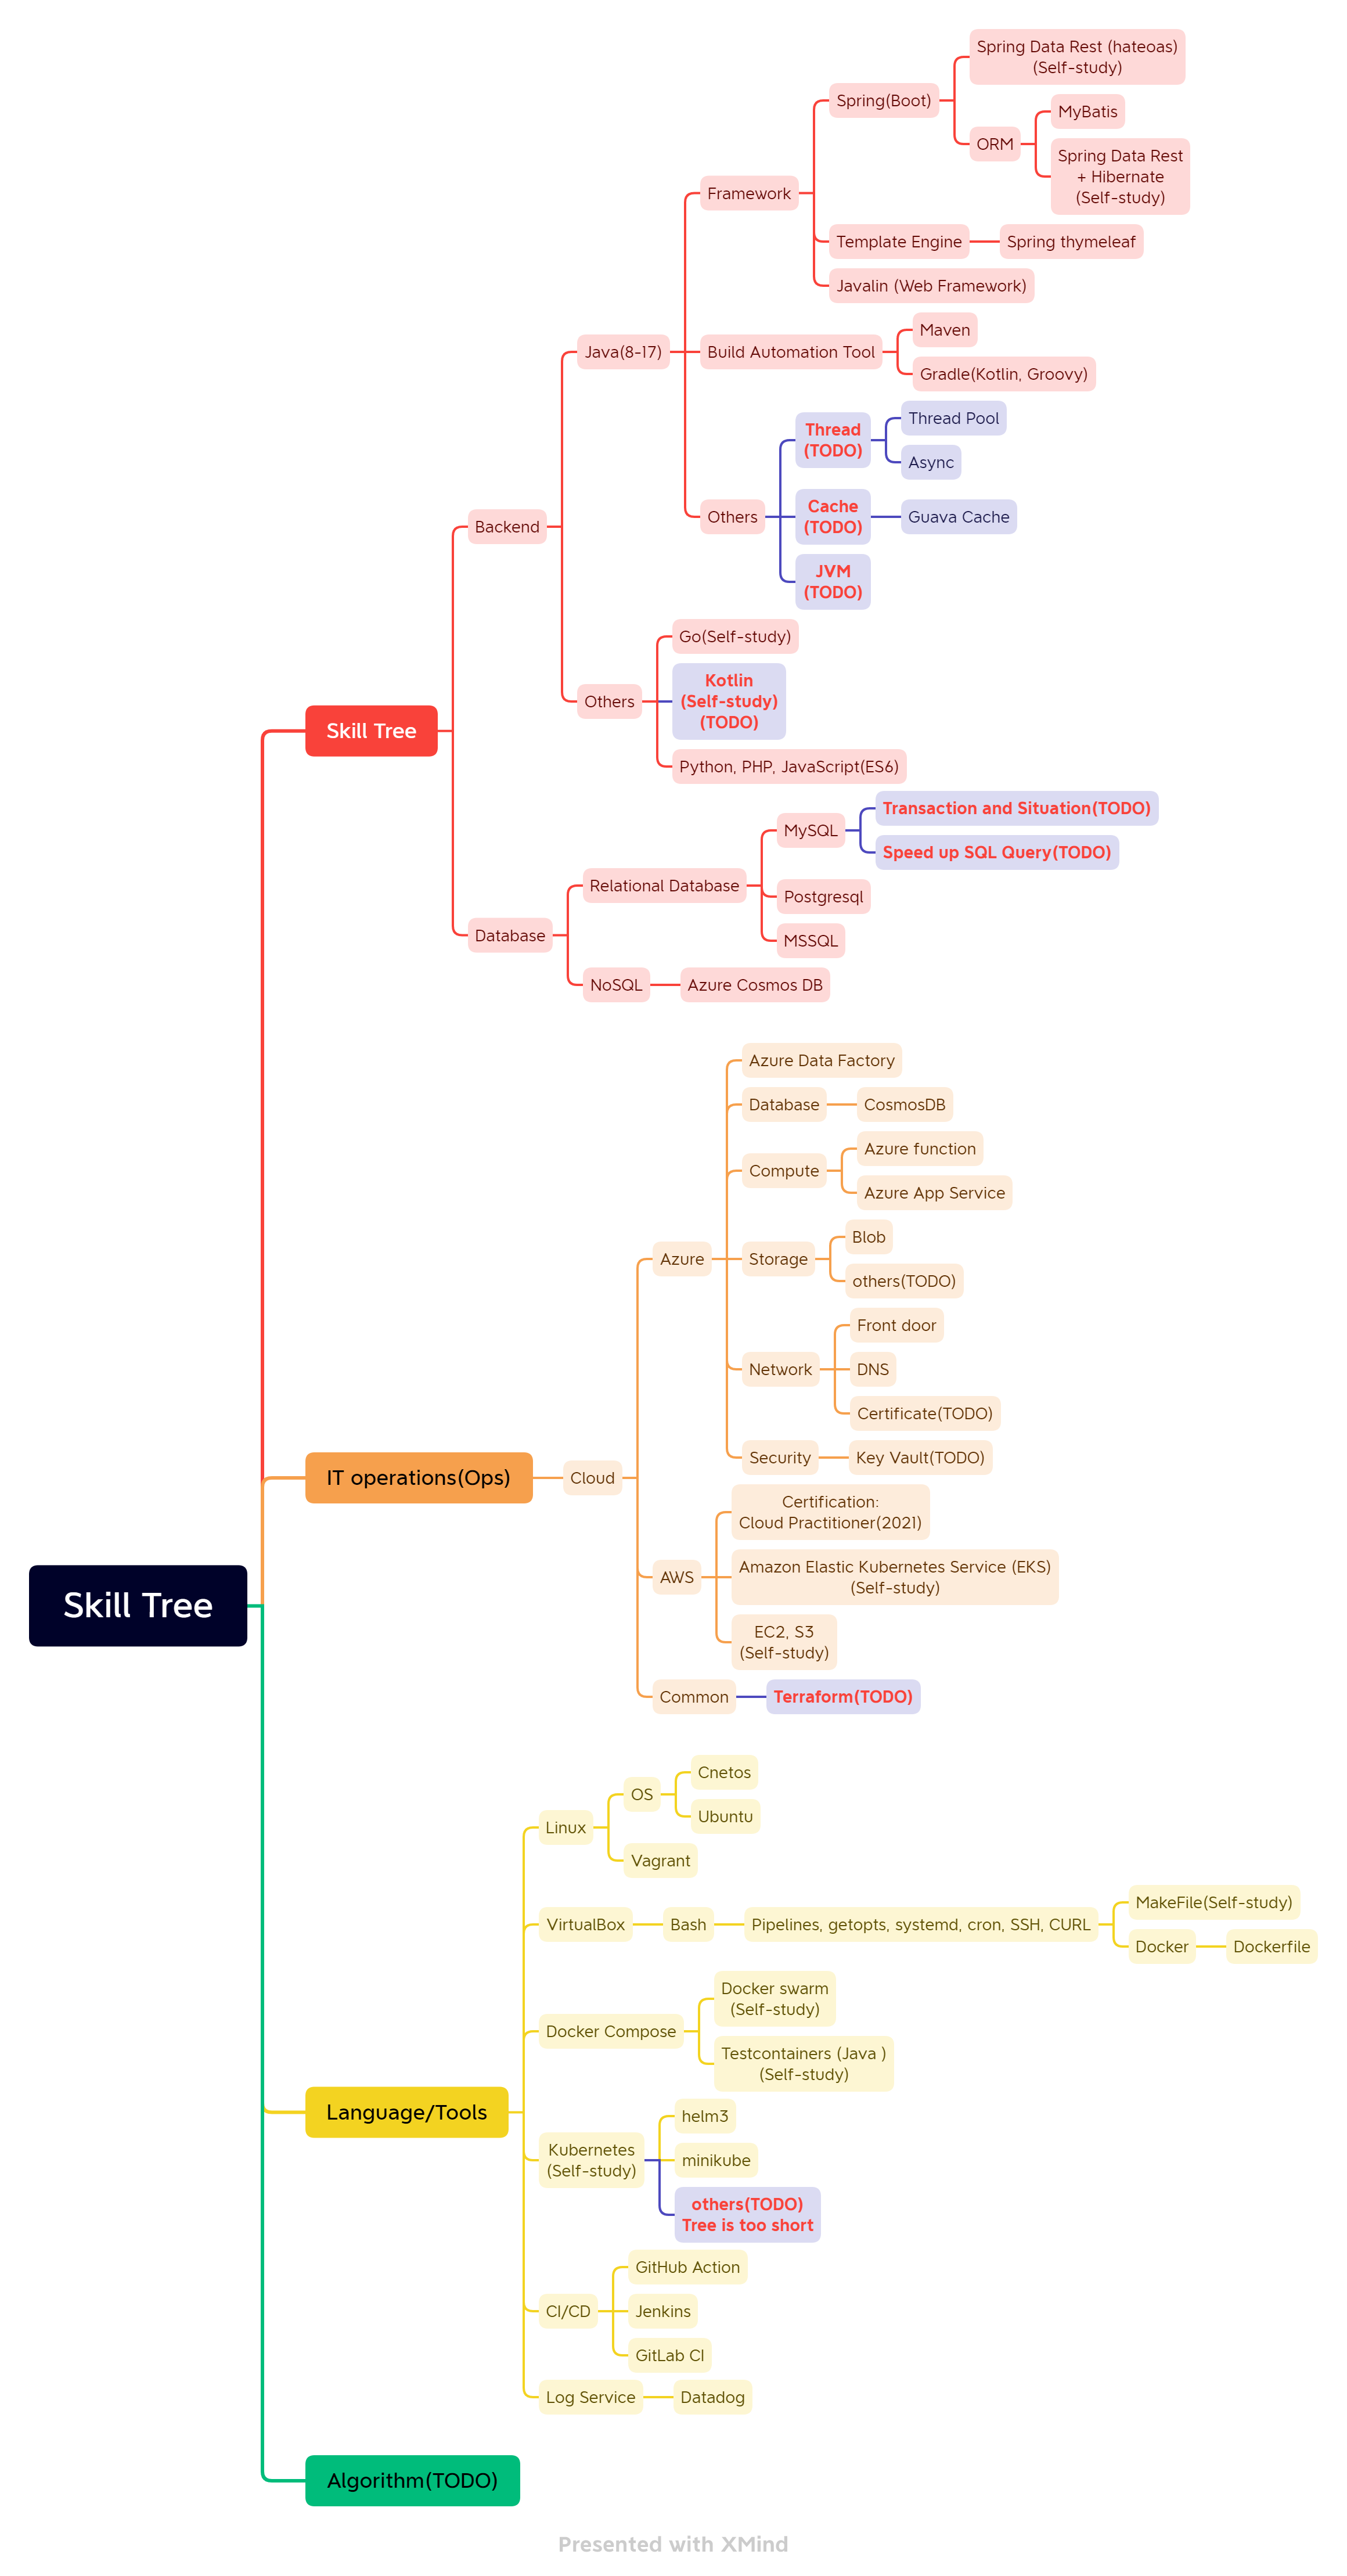 Skill Tree
Skill Tree
Backend
Java(8-17)
Framework
Spring(Boot)
Spring Data Rest (hateoas)
(Self-study)
ORM
MyBatis
Spring Data Rest
+ Hibernate
(Self-study)
Template Engine
Spring thymeleaf
Javalin (Web Framework)
Build Automation Tool
Maven
Gradle(Kotlin, Groovy)
Others
Thread
(TODO)
Thread Pool
Async
Cache
(TODO)
Guava Cache
JVM
(TODO)
Others
Go(Self-study)
Kotlin
(Self-study)
(TODO)
Python, PHP, JavaScript(ES6)
Database
Relational Database
MySQL
Transaction and Situation(TODO)
Speed up SQL Query(TODO)
Postgresql
MSSQL
NoSQL
Azure Cosmos DB
IT operations(Ops)
Cloud
Azure
Azure Data Factory
Database
CosmosDB
Compute
Azure function
Azure App Service
Storage
Blob
others(TODO)
Network
Front door
DNS
Certificate(TODO)
Security
Key Vault(TODO)
AWS
Certification:
Cloud Practitioner(2021)
Amazon Elastic Kubernetes Service (EKS)
(Self-study)
EC2, S3
(Self-study)
Common
Terraform(TODO)
Language/Tools
Linux
OS
Cnetos
Ubuntu
Vagrant
VirtualBox
Bash
Pipelines, getopts, systemd, cron, SSH, CURL
MakeFile(Self-study)
Docker
Dockerfile
Docker Compose
Docker swarm
(Self-study)
Testcontainers (Java )
(Self-study)
Kubernetes
(Self-study)
helm3
minikube
others(TODO)
Tree is too short
CI/CD
GitHub Action
Jenkins
GitLab CI
Log Service
Datadog
Algorithm(TODO)
Presented with XMind